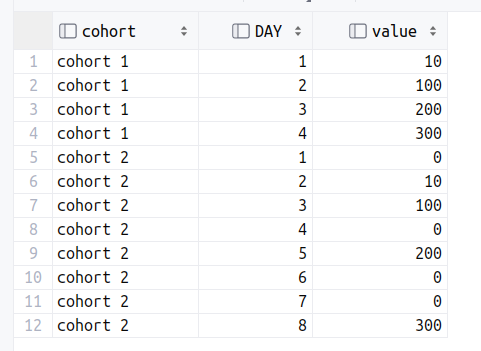 cohort DAY value
1 cohort 1 1 10
2 cohort 1 2 100
3 cohort 1 3 200
4 cohort 1 4 300
5 cohort 2 1 0
6 cohort 2 2 10
7 cohort 2 3 100
8 cohort 2 4 0
9 cohort 2 5 200
10 cohort 2 6 0
11 cohort 2 7 0
12 cohort 2 8 300